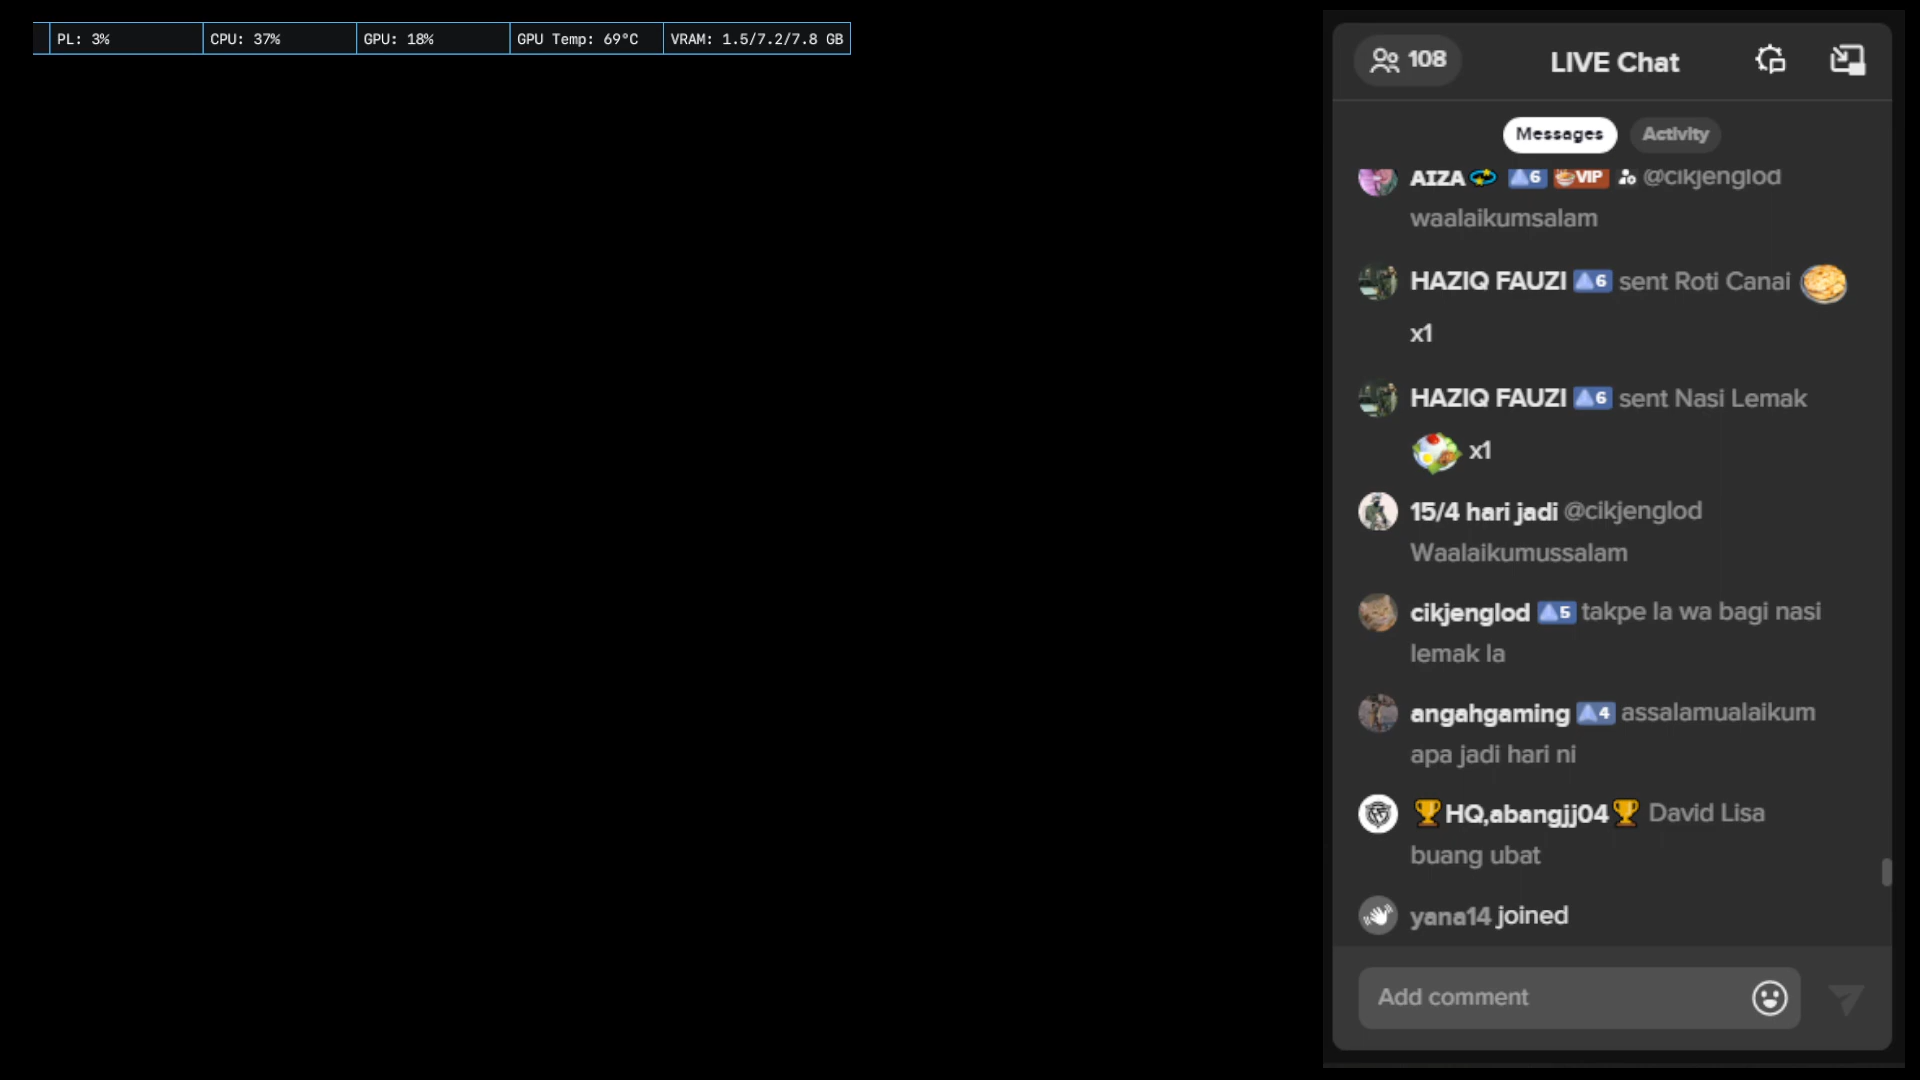 PL: 3% CPU: 37% GPU: 18% GPU Temp: 69°C VRAM: 1.5/7.2/7.8 GB
108 LIVE Chat
Messages Activity
AIZA 6 VIP @cikjenglod
waalaikumsalam
HAZIQ FAUZI 6 sent Roti Canai
x1
HAZIQ FAUZI 6 sent Nasi Lemak
x1
15/4 hari jadi @cikjenglod
Waalaikumussalam
cikjenglod 5 takpe la wa bagi nasi
lemak la
angahgaming 4 assalamualaikum
apa jadi hari ni
🏆HQ,abangjj04🏆 David Lisa
buang ubat
yana14 joined
Add comment